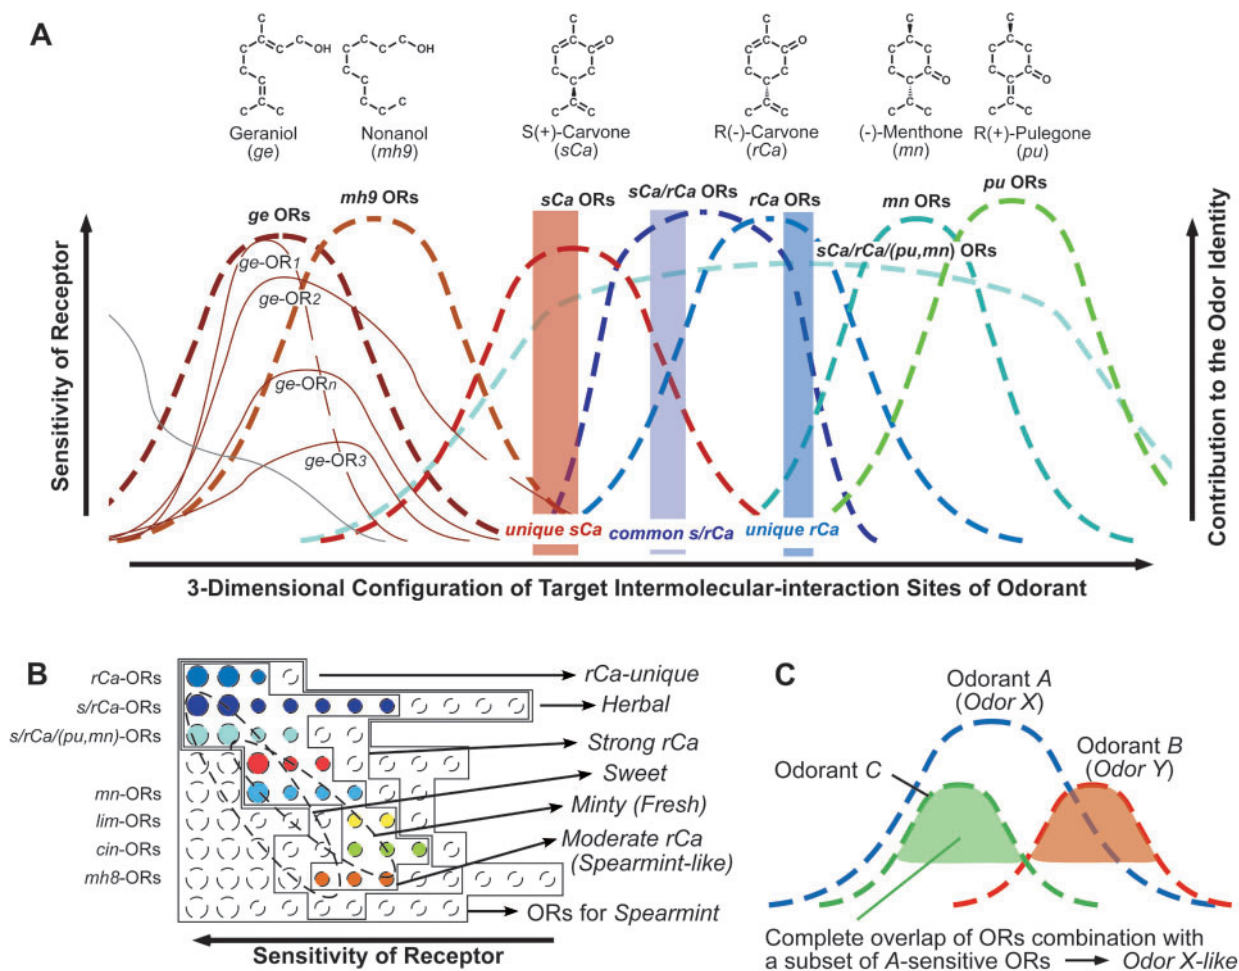 A
C
OH
C
OH
C
O
C
O
C
C
O
Geraniol
(ge)
Nonanol
(mh9)
S(+)-Carvone
(sCa)
R(-)-Carvone
(rCa)
(-)-Menthone
(mn)
R(+)-Pulegone
(pu)
Sensitivity of Receptor
Contribution to the Odor Identity
ge ORs
mh9 ORs
sCa ORs
sCa/rCa ORs
rCa ORs
mn ORs
pu ORs
sCa/rCa/(pu,mn) ORs
ge-OR1
ge-OR2
ge-ORn
ge-OR3
unique sCa
common s/rCa
unique rCa
3-Dimensional Configuration of Target Intermolecular-interaction Sites of Odorant
B
rCa-ORs
s/rCa-ORs
s/rCa/(pu,mn)-ORs
mn-ORs
lim-ORs
cin-ORs
mh8-ORs
rCa-unique
Herbal
Strong rCa
Sweet
Minty (Fresh)
Moderate rCa
(Spearmint-like)
ORs for Spearmint
Sensitivity of Receptor
C
Odorant A
(Odor X)
Odorant B
(Odor Y)
Odorant C
Complete overlap of ORs combination with
a subset of A-sensitive ORs → Odor X-like